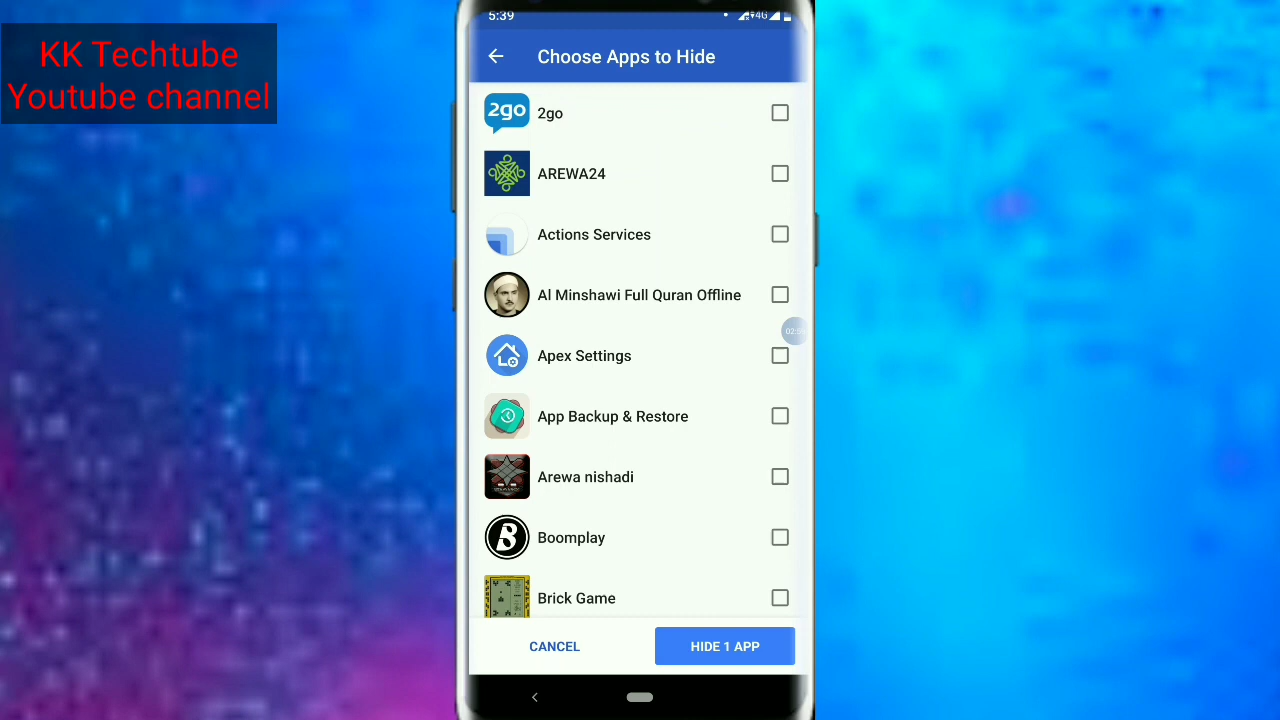 KK Techtube
Youtube channel
5:39
4G
Choose Apps to Hide
2go
2go
AREWA24
Actions Services
Al Minshawi Full Quran Offline
Apex Settings
App Backup & Restore
Arewa nishadi
B
Boomplay
Brick Game
CANCEL
HIDE 1 APP